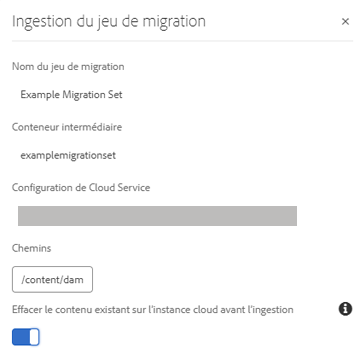 Ingestion du jeu de migration
Nom du jeu de migration
Example Migration Set
Conteneur intermédiaire
examplemigrationset
Configuration de Cloud Service
Chemins
/content/dam
Effacer le contenu existant sur l'instance cloud avant l'ingestion